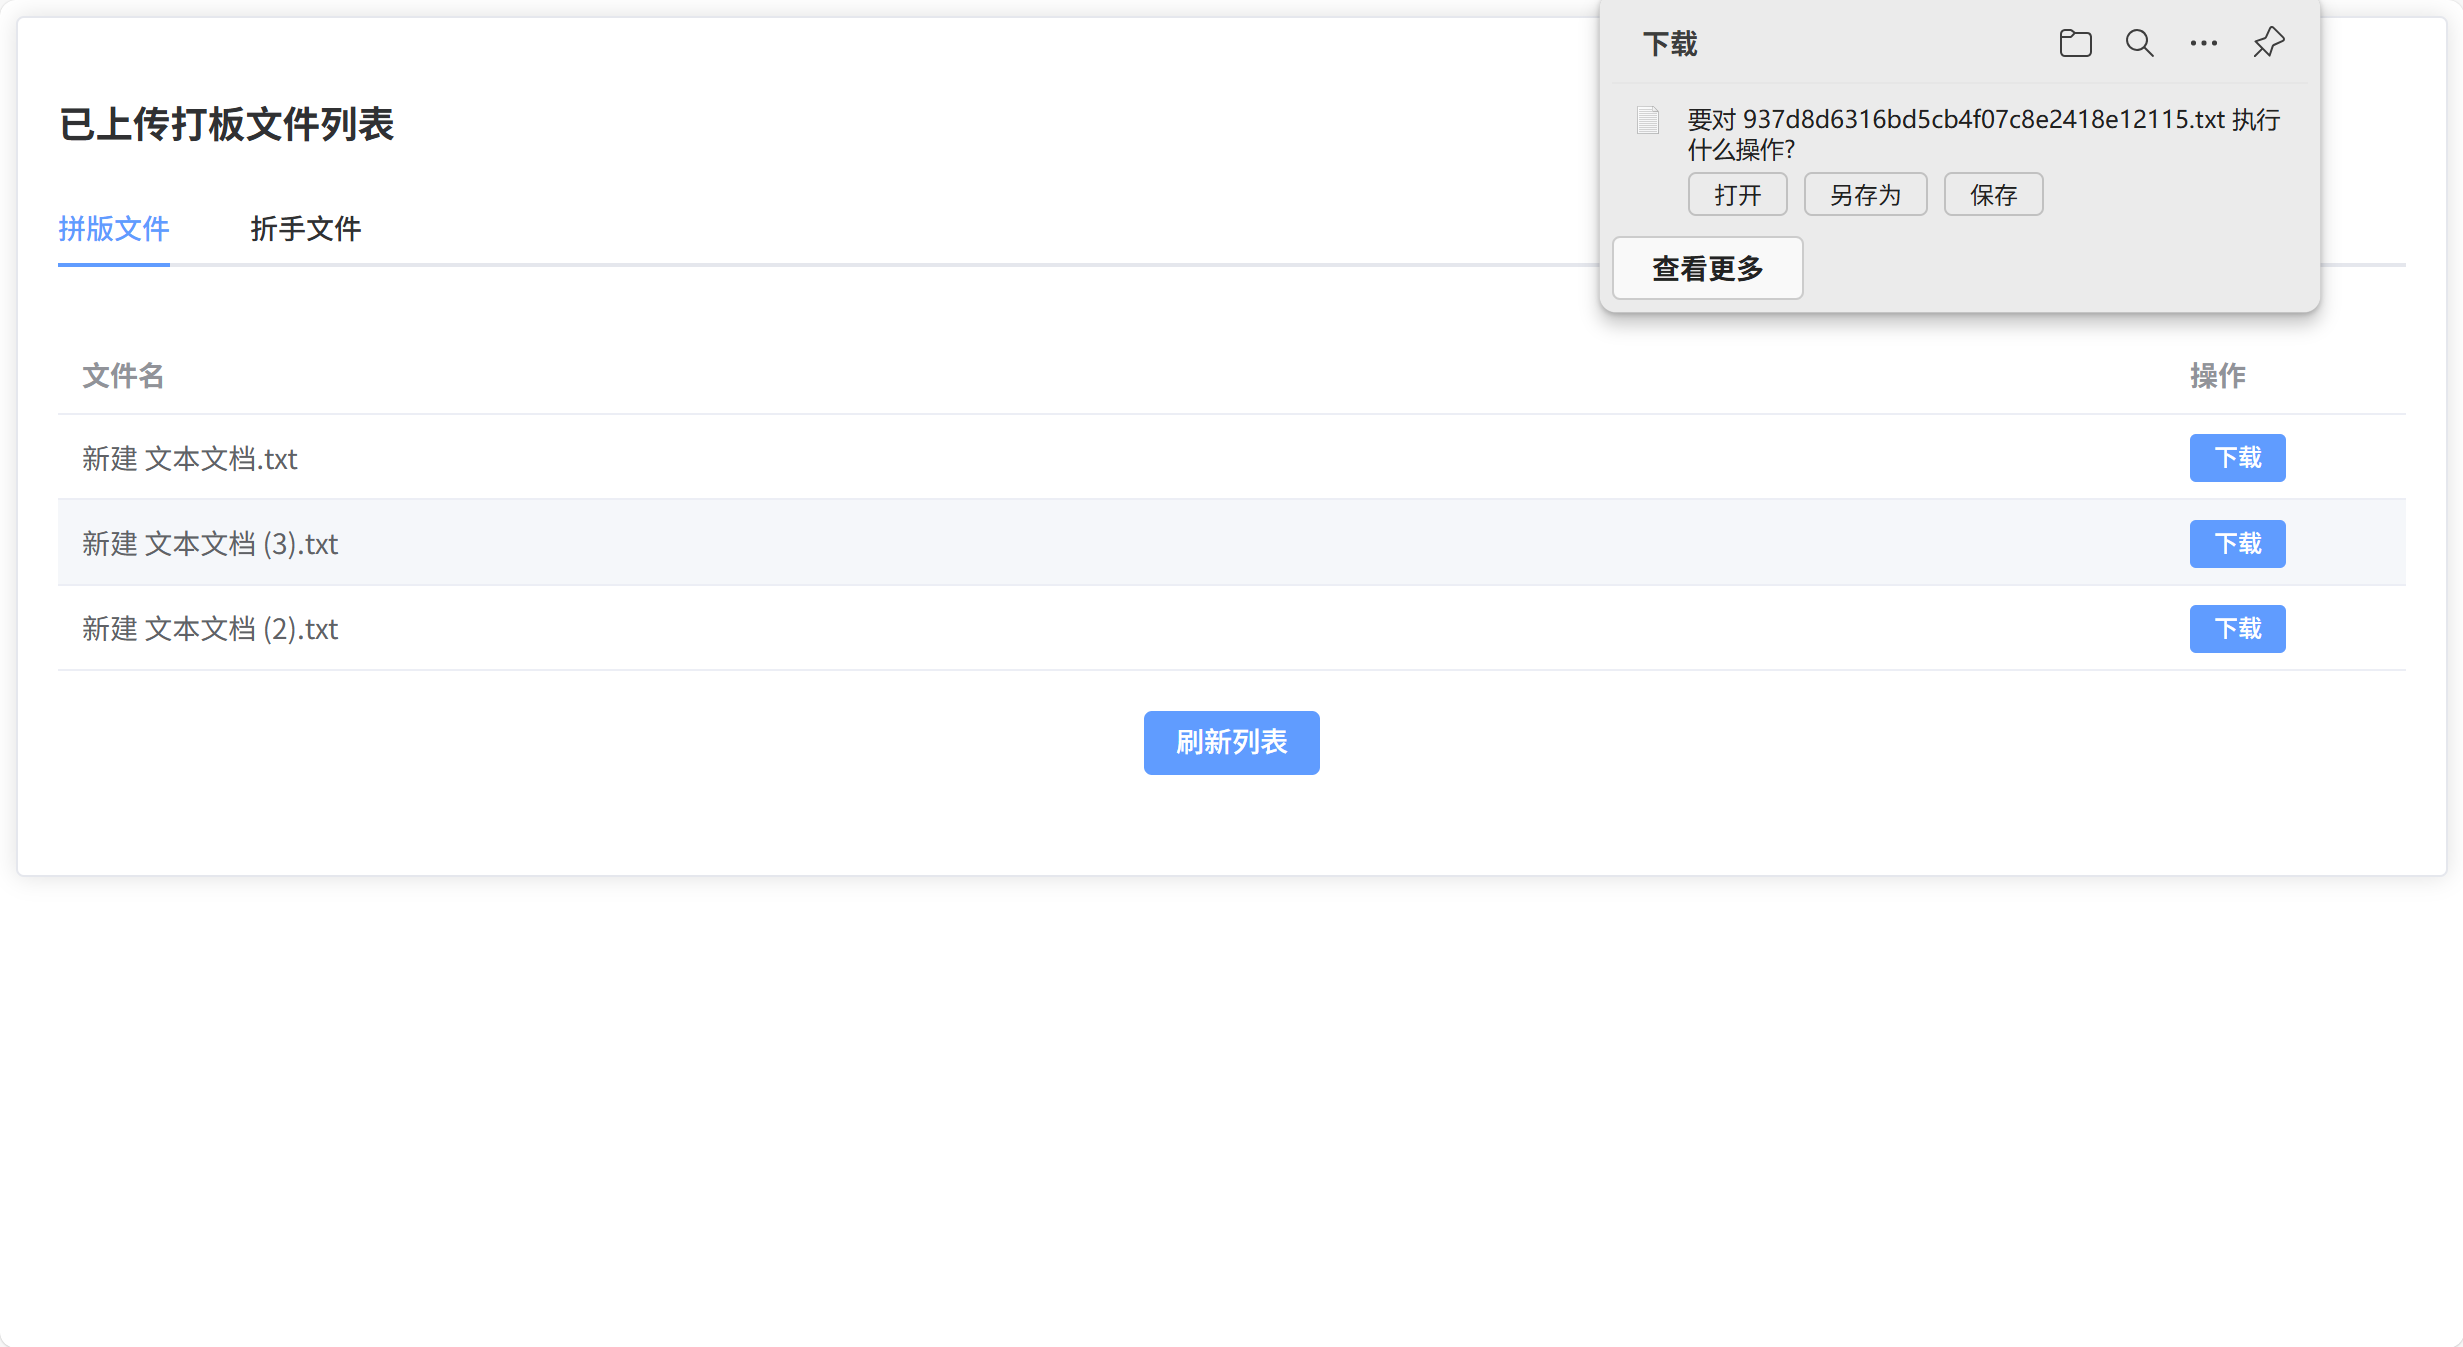 下载
要对 937d8d6316bd5cb4f07c8e2418e12115.txt 执行
什么操作?
打开 另存为 保存
查看更多
已上传打板文件列表
拼版文件 折手文件
文件名 操作
新建 文本文档.txt 下载
新建 文本文档 (3).txt 下载
新建 文本文档 (2).txt 下载
刷新列表